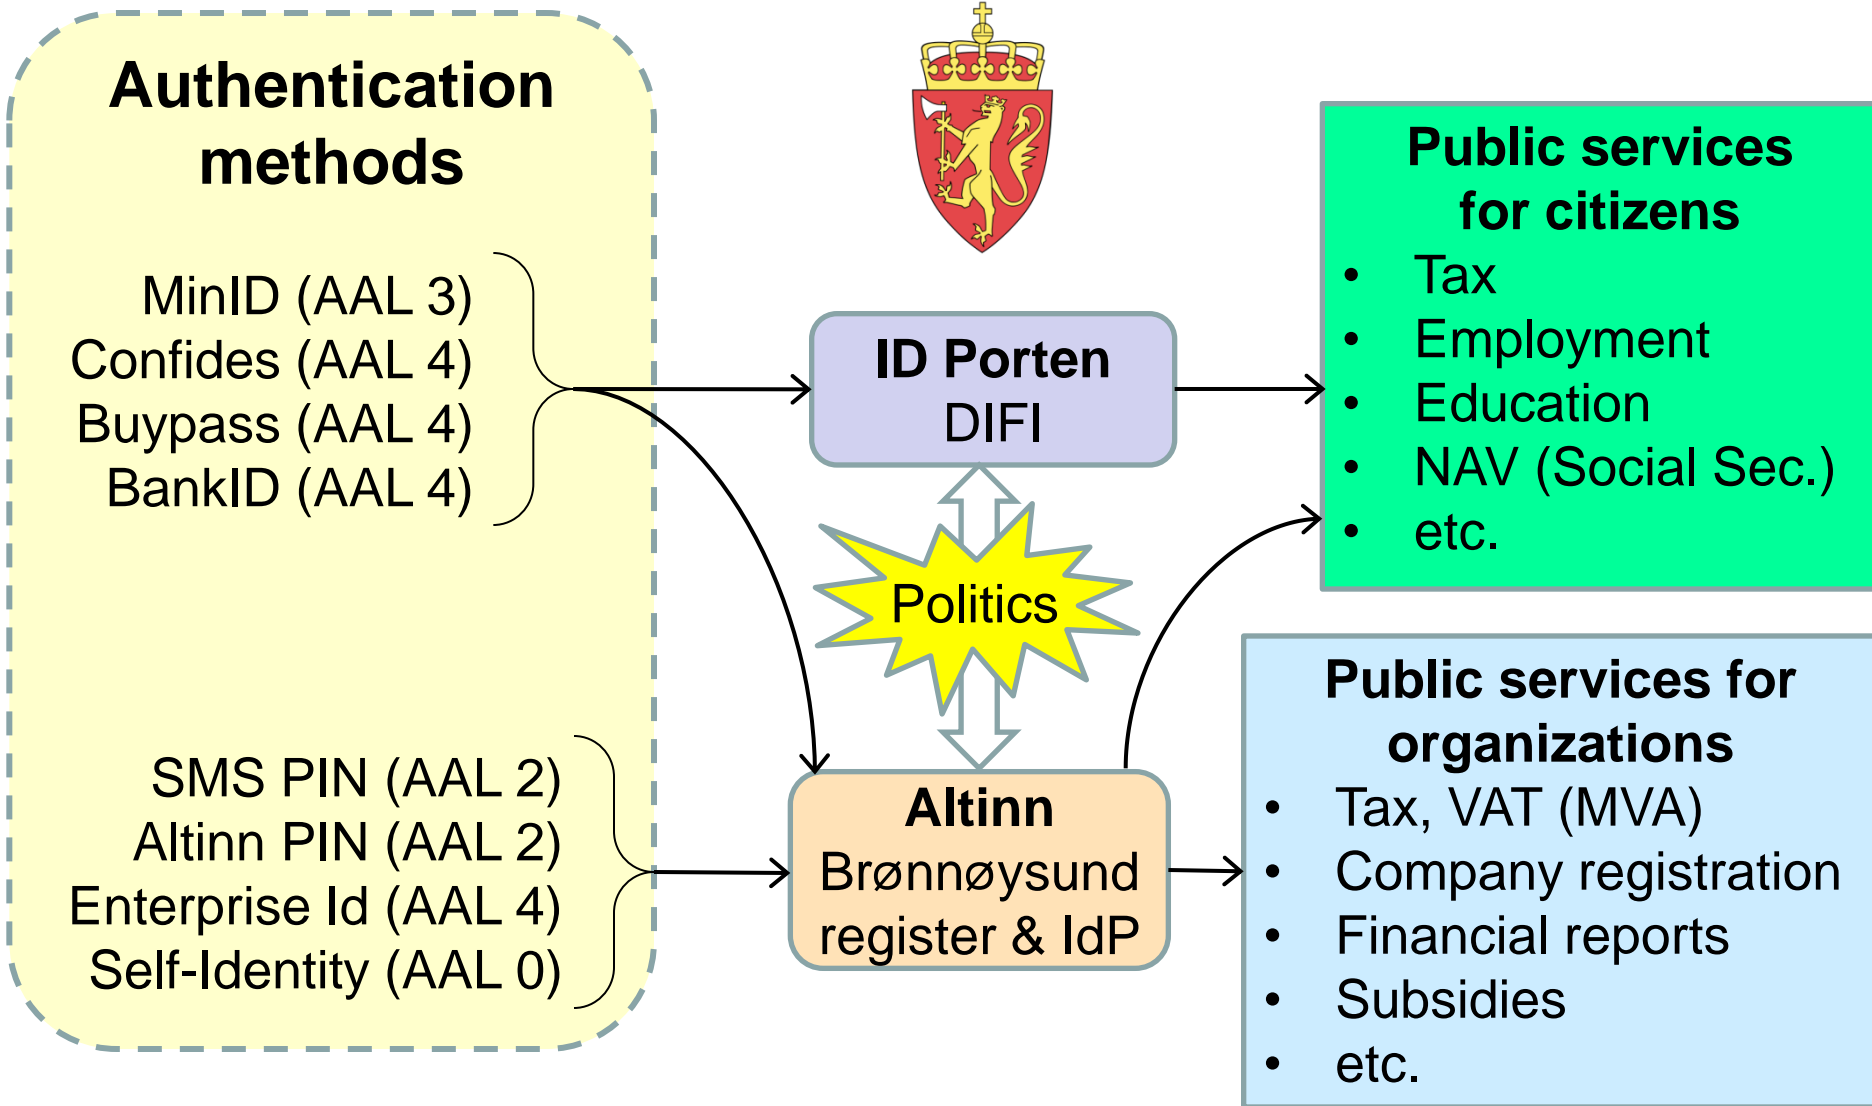 Authentication
methods
MinID (AAL 3)
Confides (AAL 4)
Buypass (AAL 4)
BankID (AAL 4)
SMS PIN (AAL 2)
Altinn PIN (AAL 2)
Enterprise Id (AAL 4)
Self-Identity (AAL 0)
ID Porten
DIFI
Politics
Altinn
Brønnøysund
register & IdP
Public services
for citizens
• Tax
• Employment
• Education
• NAV (Social Sec.)
• etc.
Public services for
organizations
• Tax, VAT (MVA)
• Company registration
• Financial reports
• Subsidies
• etc.